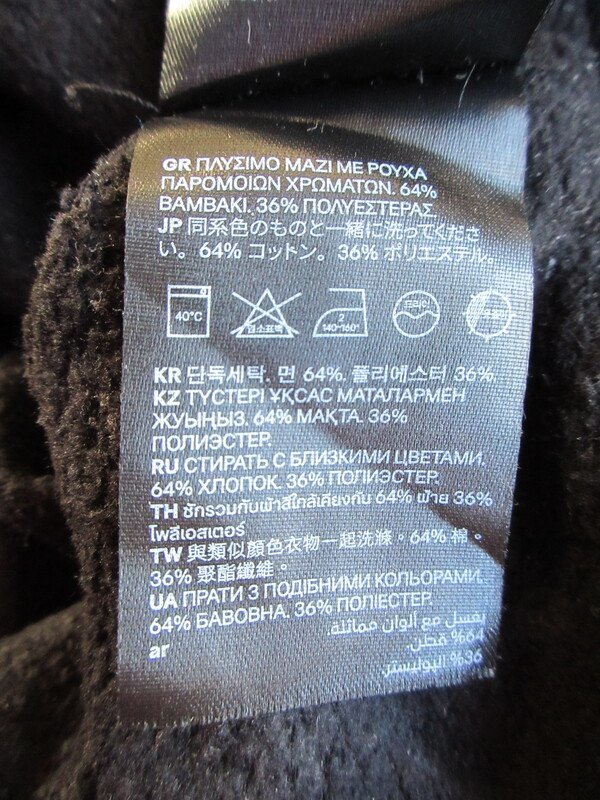 GR ΠΛΥΣΙΜΟ ΜΑΖΙ ΜΕ ΡΟΥΧΑ
ΠΑΡΟΜΟΙΩΝ ΧΡΩΜΑΤΩΝ. 64%
ΒΑΜΒΑΚΙ. 36% ΠΟΛΥΕΣΤΕΡΑΣ.
JP 同系色のものと一緒に洗ってくださ
い。64% コットン。36% ポリエステル。
40°C
염소표백
2
140-160°
KR 단독세탁. 면 64%. 폴리에스터 36%.
KZ ТҮСТЕРІ ҰҚСАС МАТАЛАРМЕН
ЖУЫҢЫЗ. 64% МАҚТА. 36%
ПОЛИЭСТЕР.
RU СТИРАТЬ С БЛИЗКИМИ ЦВЕТАМИ.
64% ХЛОПОК. 36% ПОЛИЭСТЕР.
TH ซักรวมกับผ้าสีใกล้เคียงกัน 64% ฝ้าย 36%
โพลีเอสเตอร์
TW 與類似顏色衣物一起洗滌。64% 棉。
36% 聚酯纖維。
UA ПРАТИ З ПОДІБНИМИ КОЛЬОРАМИ.
64% БАВОВНА. 36% ПОЛІЕСТЕР.
ar
يغسل مع ألوان مماثلة.
64% قطن.
36% البوليستر